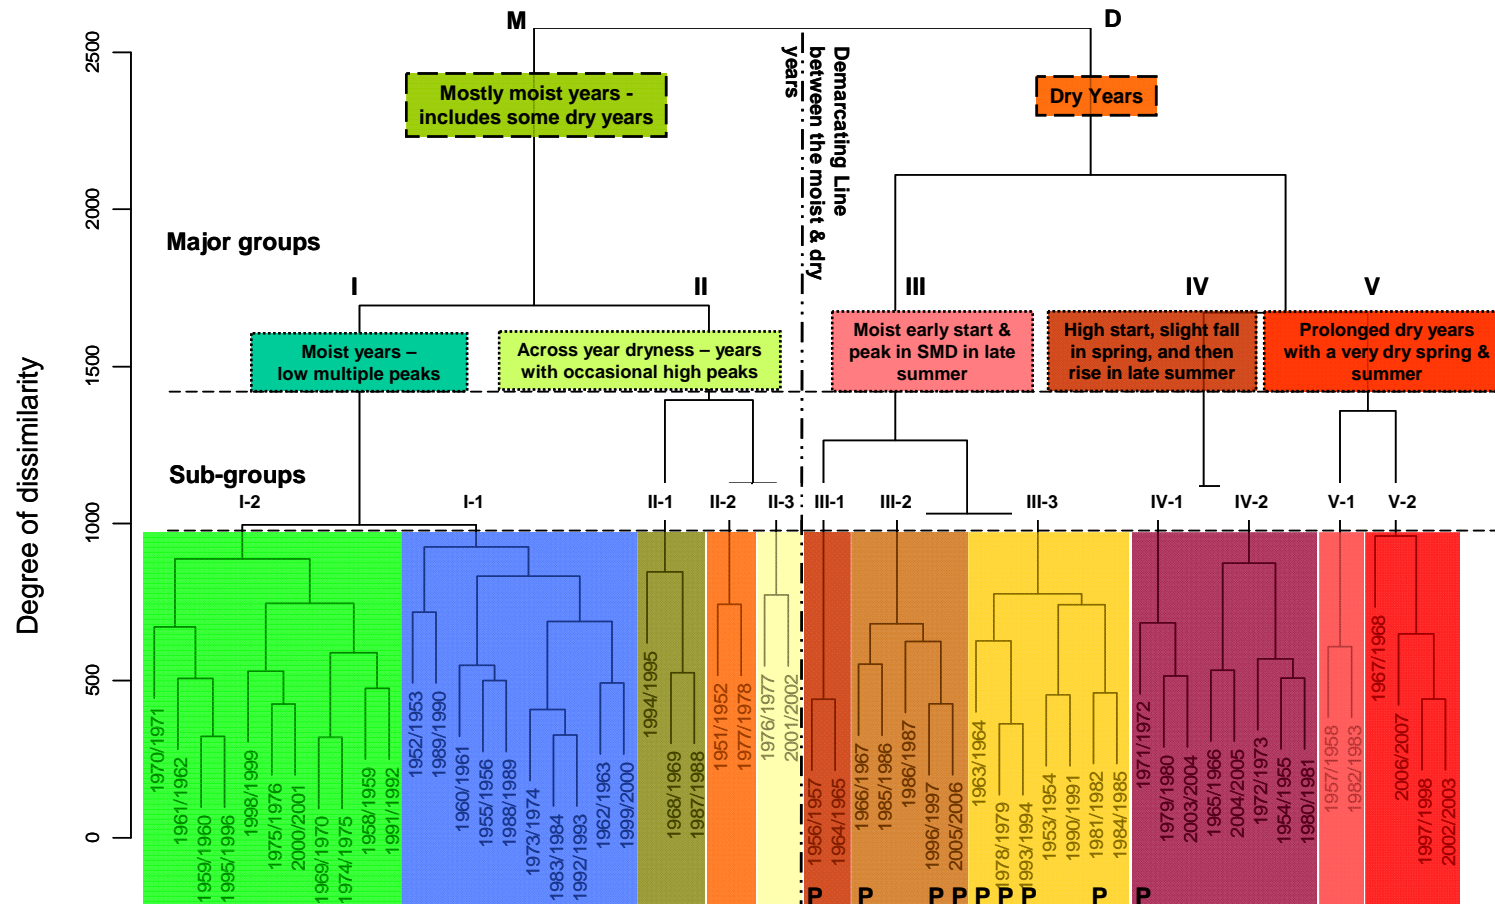 M
D
2500
Mostly moist years -
includes some dry years
Demarcating Line
between the moist & dry
years
Dry Years
2000
Major groups
I
II
III
IV
V
1500
Moist years –
low multiple peaks
Across year dryness – years
with occasional high peaks
Moist early start &
peak in SMD in late
summer
High start, slight fall
in spring, and then
rise in late summer
Prolonged dry years
with a very dry spring &
summer
Degree of dissimilarity
Sub-groups
I-2
I-1
II-1
II-2
II-3
III-1
III-2
III-3
IV-1
IV-2
V-1
V-2
1000
500
0
1970/1971
1961/1962
1959/1960
1995/1996
1998/1999
1975/1976
2000/2001
1969/1970
1974/1975
1958/1959
1991/1992
1952/1953
1989/1990
1960/1961
1955/1956
1988/1989
1973/1974
1983/1984
1992/1993
1962/1963
1999/2000
1994/1995
1968/1969
1987/1988
1951/1952
1977/1978
1976/1977
2001/2002
1956/1957
1964/1965
1966/1967
1985/1986
1986/1987
1996/1997
2005/2006
1963/1964
1978/1979
1993/1994
1953/1954
1990/1991
1981/1982
1984/1985
1971/1972
1979/1980
2003/2004
1965/1966
2004/2005
1972/1973
1954/1955
1980/1981
1957/1958
1982/1983
1967/1968
2006/2007
1997/1998
2002/2003
P P P P P P P P P